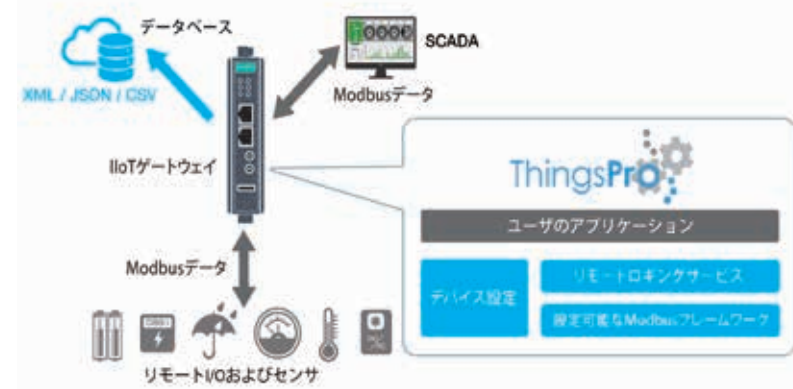 データベース
SCADA
XML / JSON / CSV
Modbusデータ
IIoTゲートウェイ
ThingsPro
ユーザのアプリケーション
Modbusデータ
デバイス設定
リモートロギングサービス
設定可能なModbusフレームワーク
リモートI/Oおよびセンサ